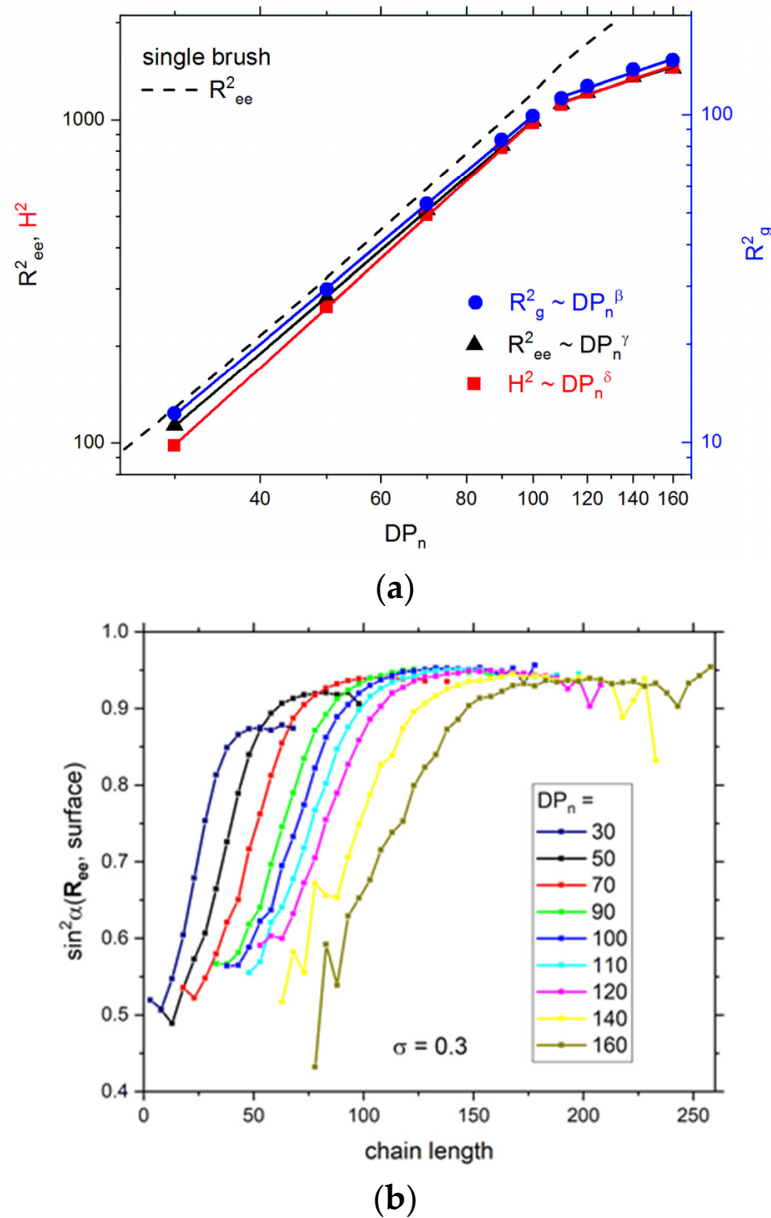 single brush
R²ee
1000
100
R²ee, H²
100
10
R²g
R²g ~ DPnβ
R²ee ~ DPnγ
H² ~ DPnδ
40 60 80 100 120 140 160
DPn
(a)
1.0
0.9
0.8
0.7
0.6
0.5
0.4
sin²α(Ree, surface)
DPn =
30
50
70
90
100
110
120
140
160
σ = 0.3
0 50 100 150 200 250
chain length
(b)